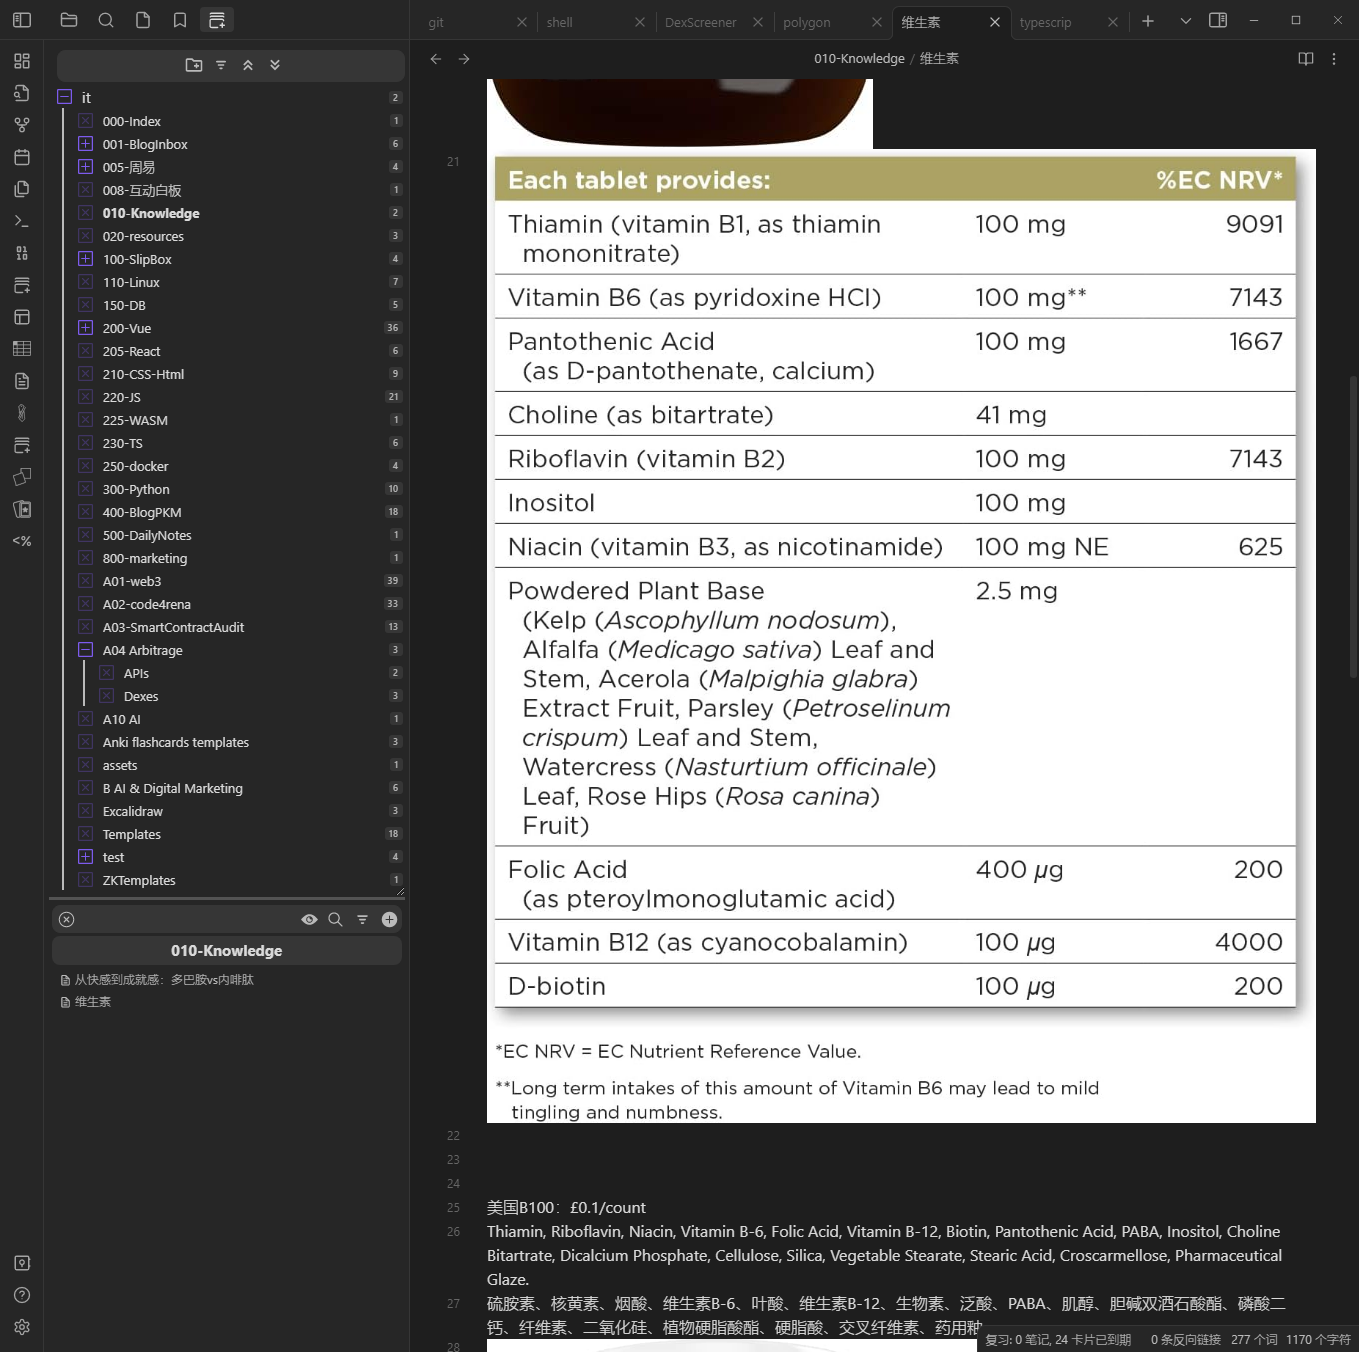 git
shell
DexScreener
polygon
维生素
typescrip
010-Knowledge / 维生素
it 2
000-Index 1
001-BlogInbox 6
005-周易 4
008-互动白板 1
010-Knowledge 2
020-resources 3
100-SlipBox 4
110-Linux 7
150-DB 5
200-Vue 36
205-React 6
210-CSS-Html 9
220-JS 21
225-WASM 1
230-TS 6
250-docker 4
300-Python 10
400-BlogPKM 18
500-DailyNotes 1
800-marketing 1
A01-web3 39
A02-code4rena 33
A03-SmartContractAudit 13
A04 Arbitrage 3
APIs 2
Dexes 3
A10 AI 1
Anki flashcards templates 3
assets 1
B AI & Digital Marketing 6
Excalidraw 3
Templates 18
test 4
ZKTemplates 1
<%
010-Knowledge
从快感到成就感：多巴胺vs内啡肽
维生素
21
Each tablet provides: %EC NRV*
Thiamin (vitamin B1, as thiamin 100 mg 9091
mononitrate)
Vitamin B6 (as pyridoxine HCl) 100 mg** 7143
Pantothenic Acid 100 mg 1667
(as D-pantothenate, calcium)
Choline (as bitartrate) 41 mg
Riboflavin (vitamin B2) 100 mg 7143
Inositol 100 mg
Niacin (vitamin B3, as nicotinamide) 100 mg NE 625
Powdered Plant Base 2.5 mg
(Kelp (Ascophyllum nodosum),
Alfalfa (Medicago sativa) Leaf and
Stem, Acerola (Malpighia glabra)
Extract Fruit, Parsley (Petroselinum
crispum) Leaf and Stem,
Watercress (Nasturtium officinale)
Leaf, Rose Hips (Rosa canina)
Fruit)
Folic Acid 400 µg 200
(as pteroylmonoglutamic acid)
Vitamin B12 (as cyanocobalamin) 100 µg 4000
D-biotin 100 µg 200
*EC NRV = EC Nutrient Reference Value.
**Long term intakes of this amount of Vitamin B6 may lead to mild
tingling and numbness.
22
23
24
25 美国B100：£0.1/count
26 Thiamin, Riboflavin, Niacin, Vitamin B-6, Folic Acid, Vitamin B-12, Biotin, Pantothenic Acid, PABA, Inositol, Choline
Bitartrate, Dicalcium Phosphate, Cellulose, Silica, Vegetable Stearate, Stearic Acid, Croscarmellose, Pharmaceutical
Glaze.
27 硫胺素、核黄素、烟酸、维生素B-6、叶酸、维生素B-12、生物素、泛酸、PABA、肌醇、胆碱双酒石酸酯、磷酸二
钙、纤维素、二氧化硅、植物硬脂酸酯、硬脂酸、交叉纤维素、药用釉
28
复习: 0 笔记, 24 卡片已到期 0 条反向链接 277 个词 1170 个字符